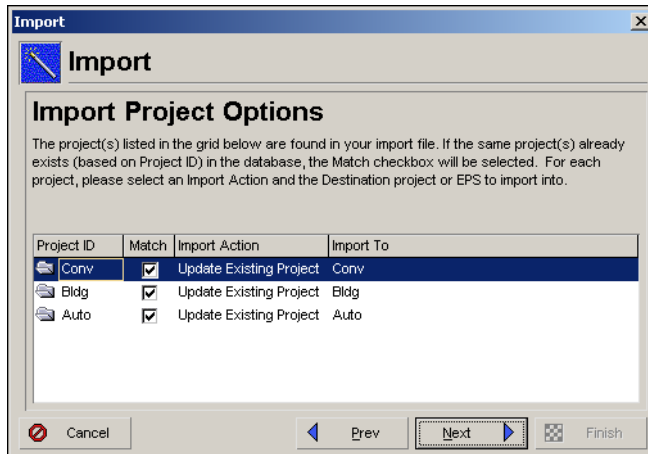 Import
Import
Import Project Options
The project(s) listed in the grid below are found in your import file. If the same project(s) already
exists (based on Project ID) in the database, the Match checkbox will be selected.  For each
project, please select an Import Action and the Destination project or EPS to import into.
Project ID Match Import Action Import To
Conv Update Existing Project Conv
Bldg Update Existing Project Bldg
Auto Update Existing Project Auto
Cancel Prev Next Finish